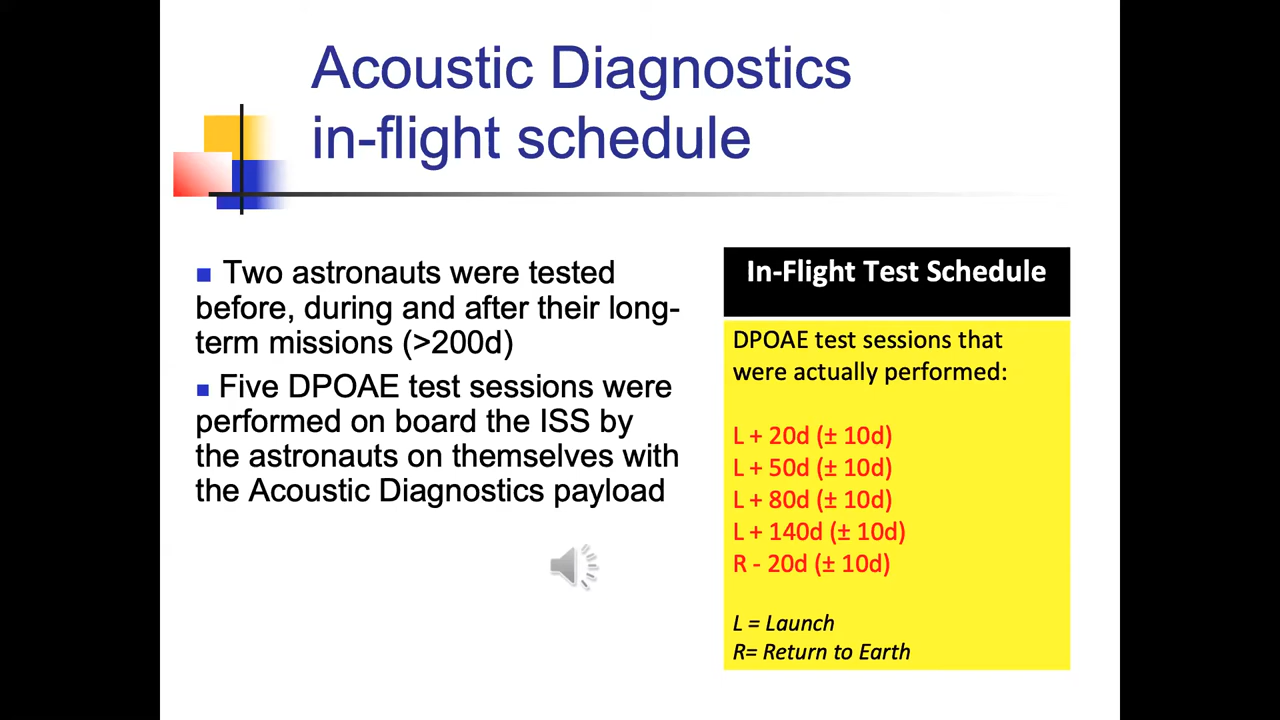 Acoustic Diagnostics
in-flight schedule
Two astronauts were tested
before, during and after their long-
term missions (>200d)
Five DPOAE test sessions were
performed on board the ISS by
the astronauts on themselves with
the Acoustic Diagnostics payload
In-Flight Test Schedule
DPOAE test sessions that
were actually performed:
L + 20d (± 10d)
L + 50d (± 10d)
L + 80d (± 10d)
L + 140d (± 10d)
R - 20d (± 10d)
L = Launch
R= Return to Earth